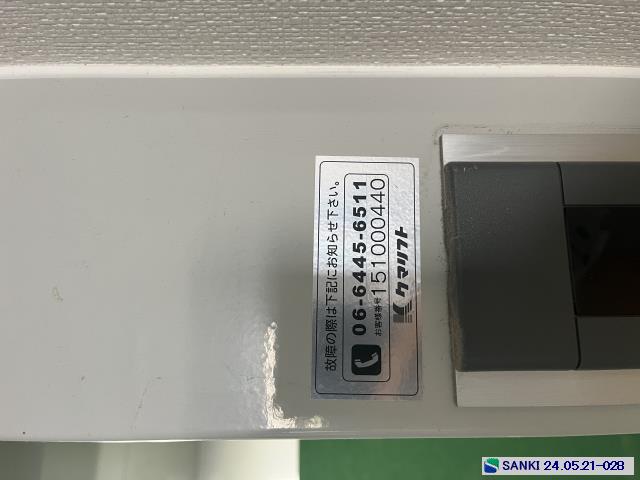 故障の際は下記にお知らせ下さい。
06-6445-6511
お客様番号 151000440
クマリフト
SANKI 24.05.21-028